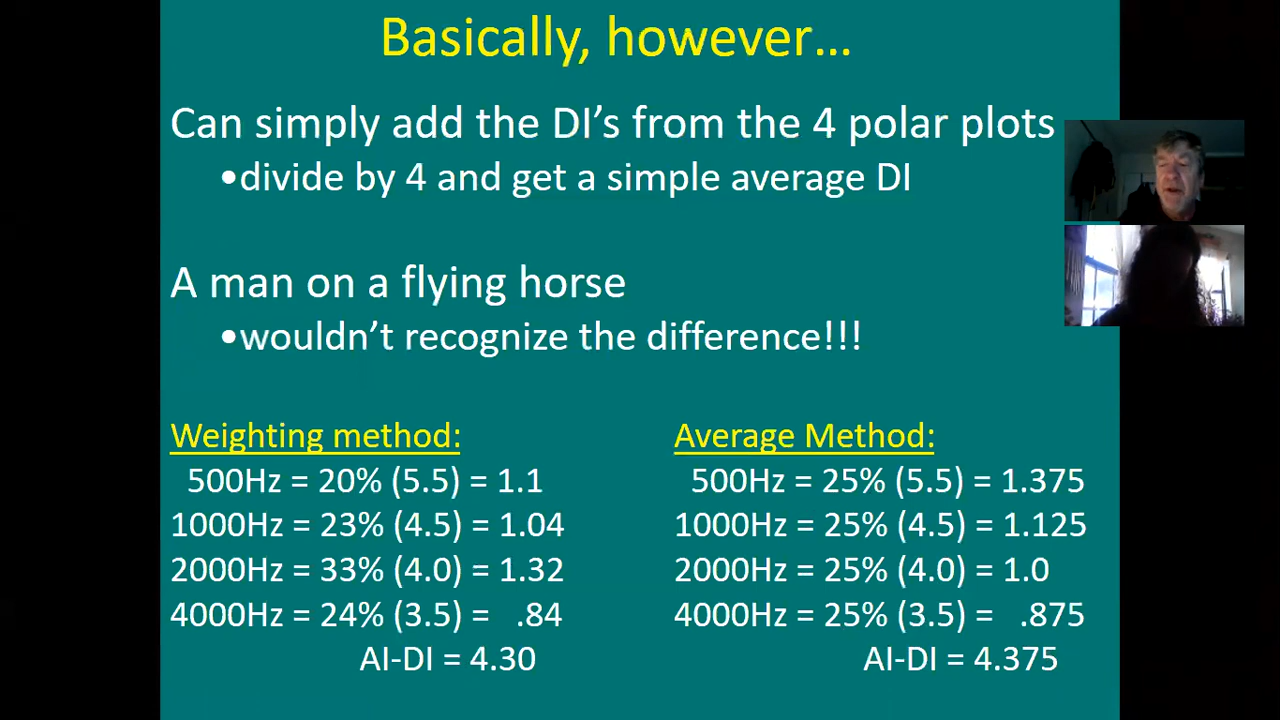 Basically, however…
Can simply add the DI’s from the 4 polar plots
•divide by 4 and get a simple average DI
A man on a flying horse
•wouldn’t recognize the difference!!!
Weighting method:
500Hz = 20% (5.5) = 1.1
1000Hz = 23% (4.5) = 1.04
2000Hz = 33% (4.0) = 1.32
4000Hz = 24% (3.5) = .84
AI-DI = 4.30
Average Method:
500Hz = 25% (5.5) = 1.375
1000Hz = 25% (4.5) = 1.125
2000Hz = 25% (4.0) = 1.0
4000Hz = 25% (3.5) = .875
AI-DI = 4.375